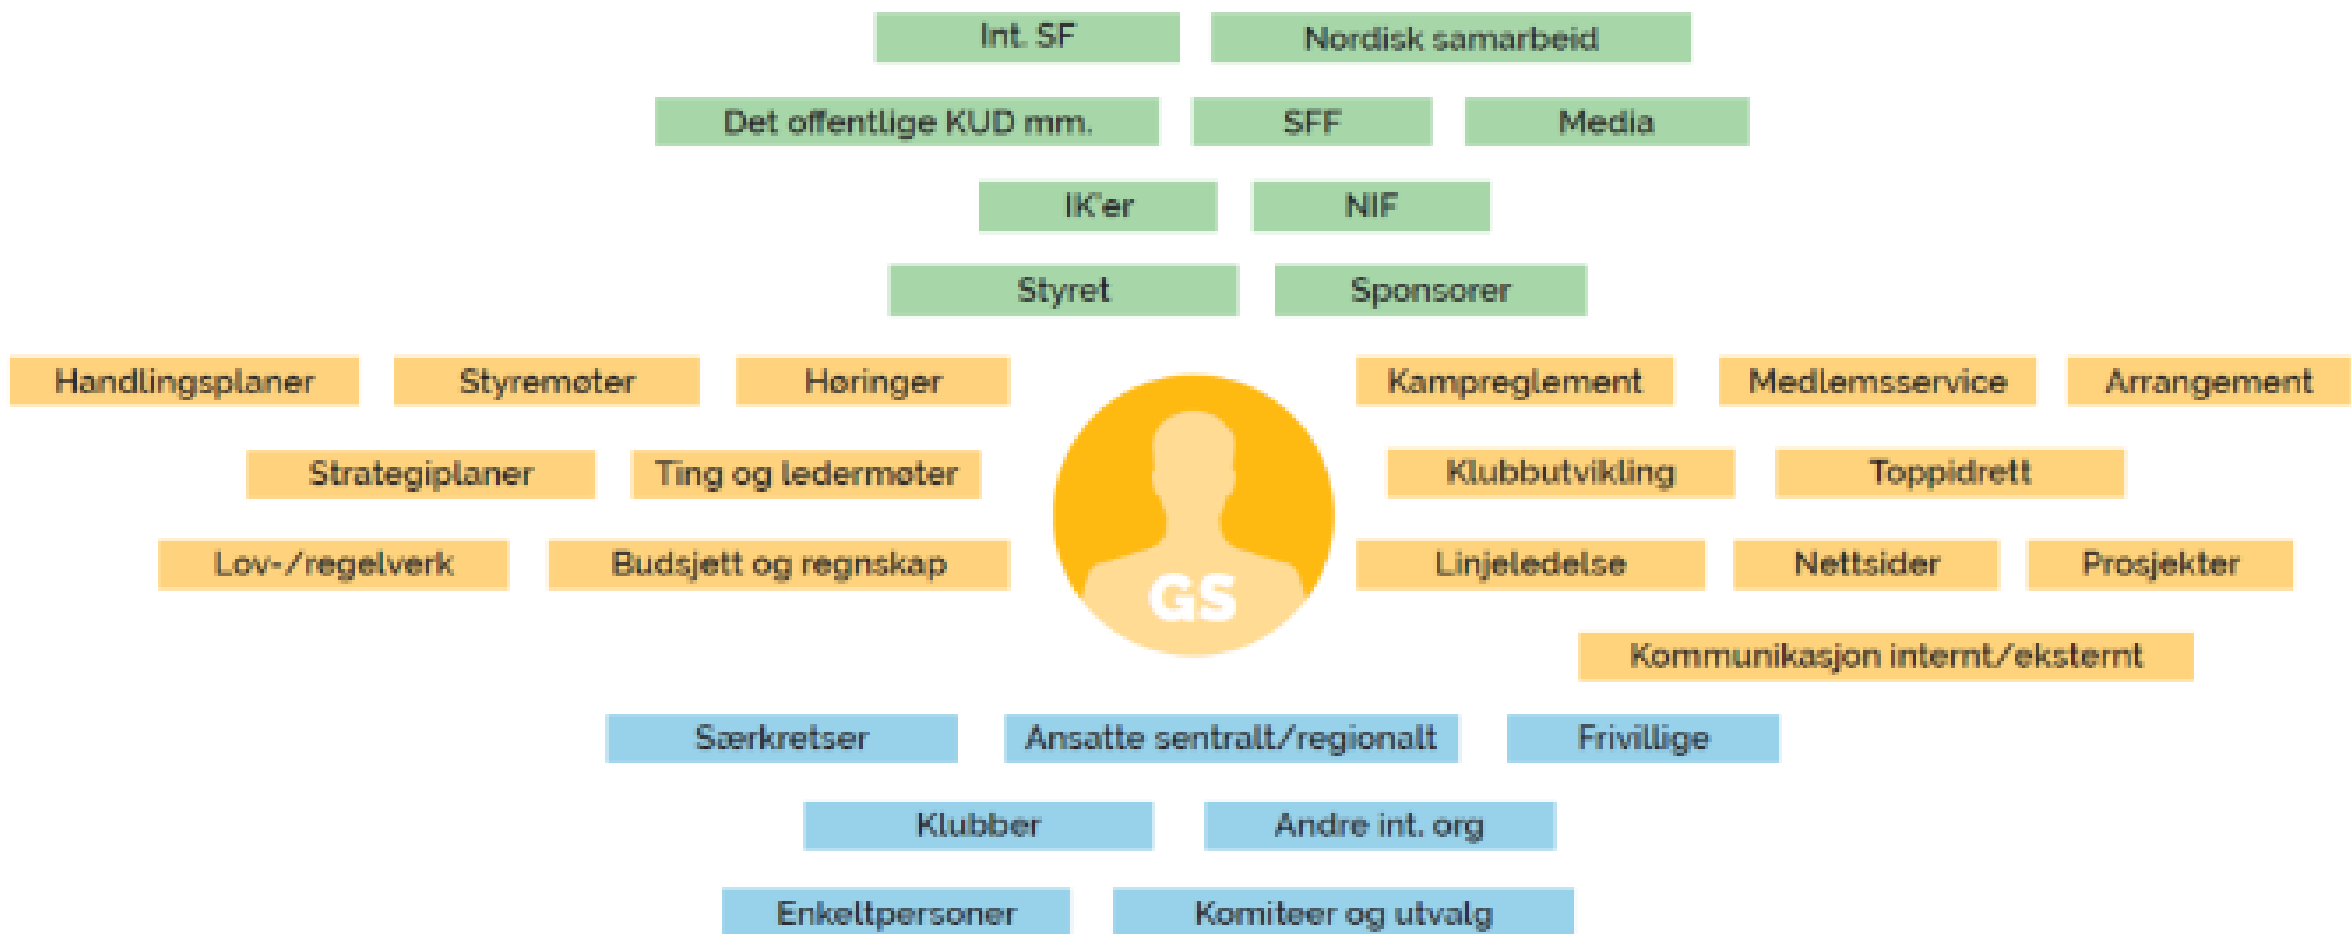 Int. SF
Nordisk samarbeid
Det offentlige KUD mm.
SFF
Media
IK'er
NIF
Styret
Sponsorer
Handlingsplaner
Styremøter
Høringer
Kampreglement
Medlemsservice
Arrangement
Strategiplaner
Ting og ledermøter
Klubbutvikling
Toppidrett
Lov-/regelverk
Budsjett og regnskap
GS
Linjeledelse
Nettsider
Prosjekter
Kommunikasjon internt/eksternt
Særkretser
Ansatte sentralt/regionalt
Frivillige
Klubber
Andre int. org
Enkeltpersoner
Komiteer og utvalg